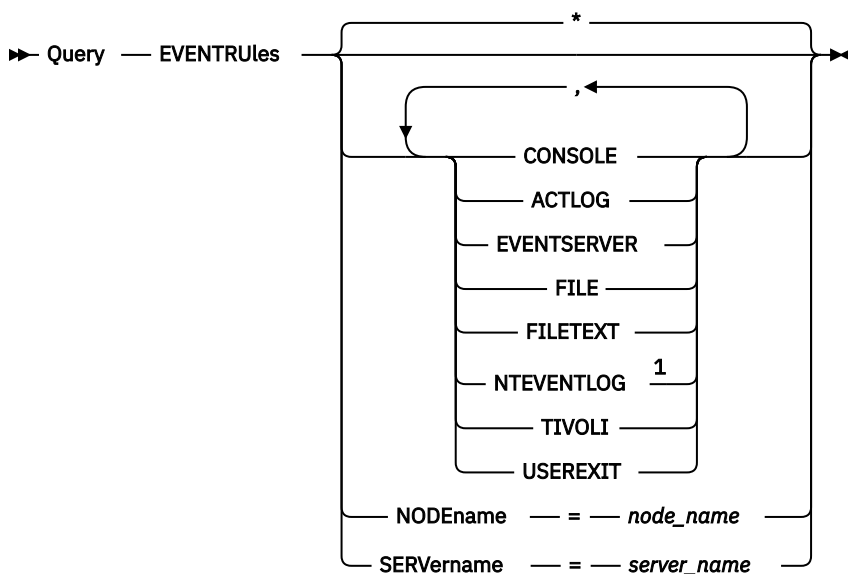 *
Query EVENTRUles
,
CONSOLE
ACTLOG
EVENTSERVER
FILE
FILETEXT
NTEVENTLOG 1
TIVOLI
USEREXIT
NODEname = node_name
SERVername = server_name